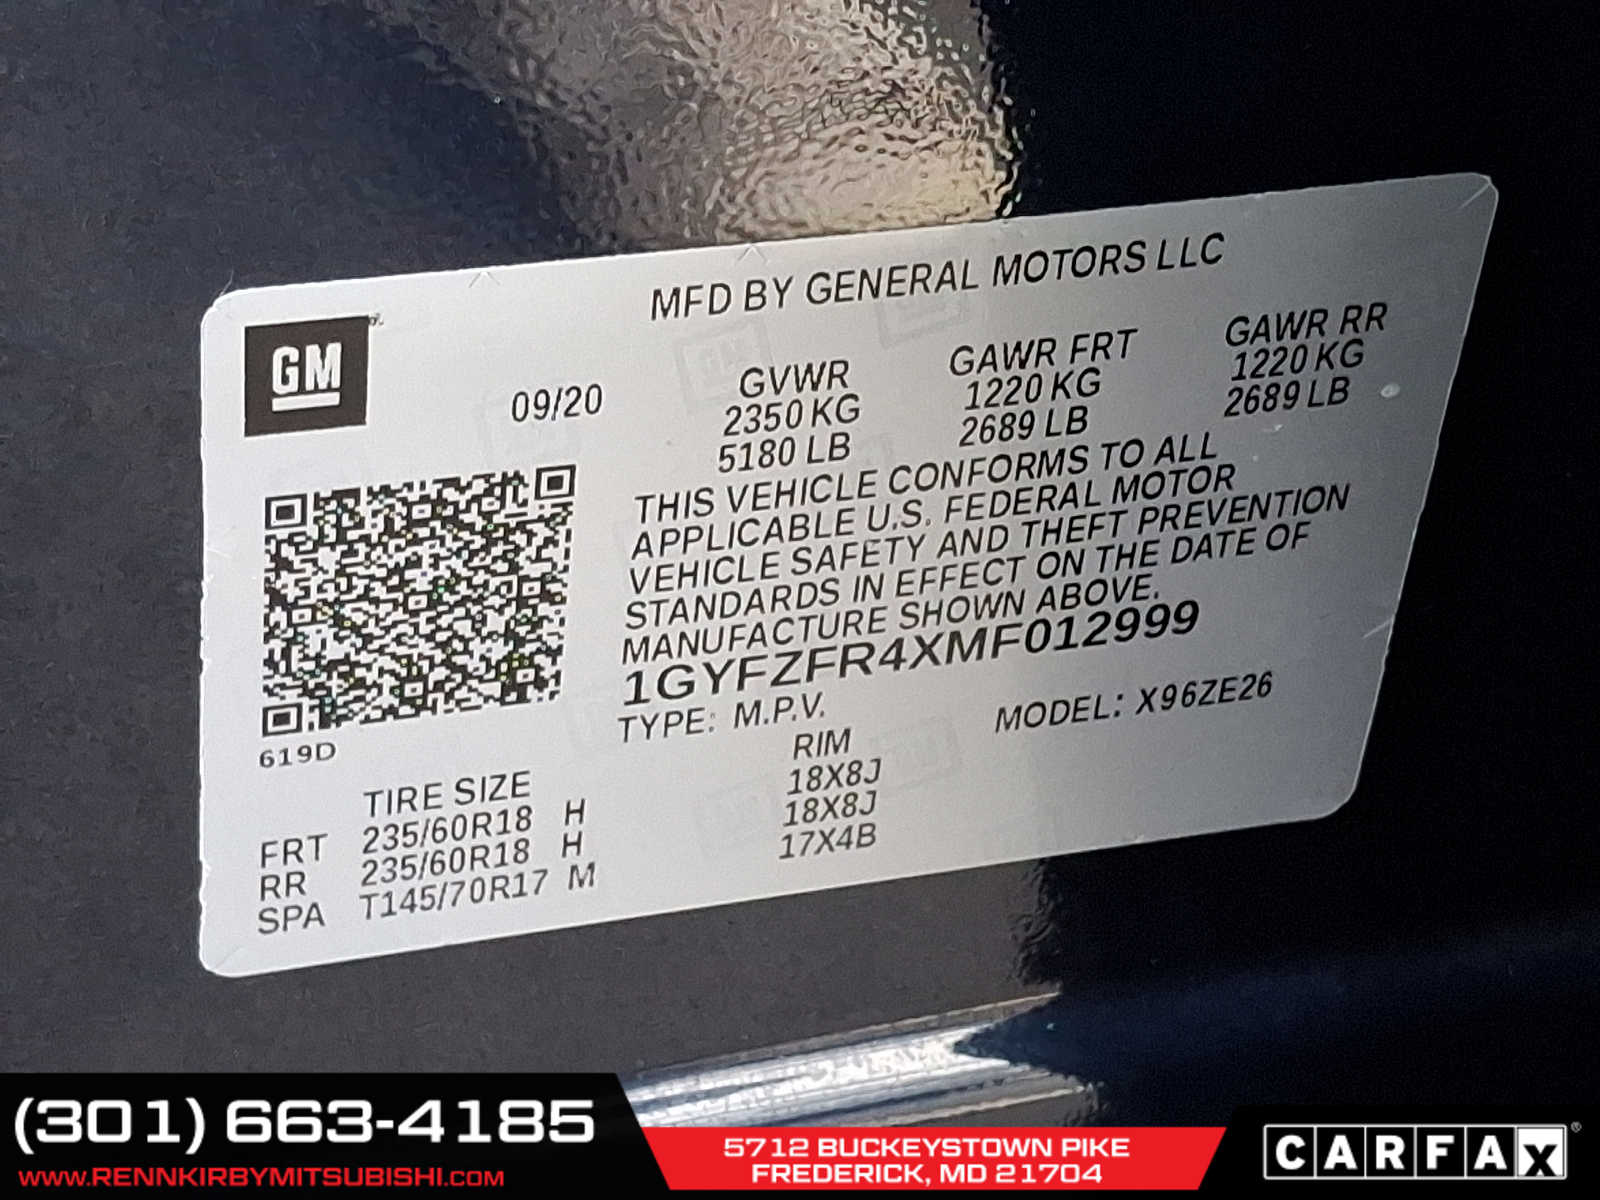 MFD BY GENERAL MOTORS LLC
GM
09/20
GVWR GAWR FRT GAWR RR
2350 KG 1220 KG 1220 KG
5180 LB 2689 LB 2689 LB
THIS VEHICLE CONFORMS TO ALL
APPLICABLE U.S. FEDERAL MOTOR
VEHICLE SAFETY AND THEFT PREVENTION
STANDARDS IN EFFECT ON THE DATE OF
MANUFACTURE SHOWN ABOVE.
1GYFZFR4XMF012999
TYPE: M.P.V. MODEL: X96ZE26
619D
TIRE SIZE RIM
FRT 235/60R18 H 18X8J
RR 235/60R18 H 18X8J
SPA T145/70R17 M 17X4B
(301) 663-4185
WWW.RENNKIRBYMITSUBISHI.COM
5712 BUCKEYSTOWN PIKE
FREDERICK, MD 21704
CARFAX®